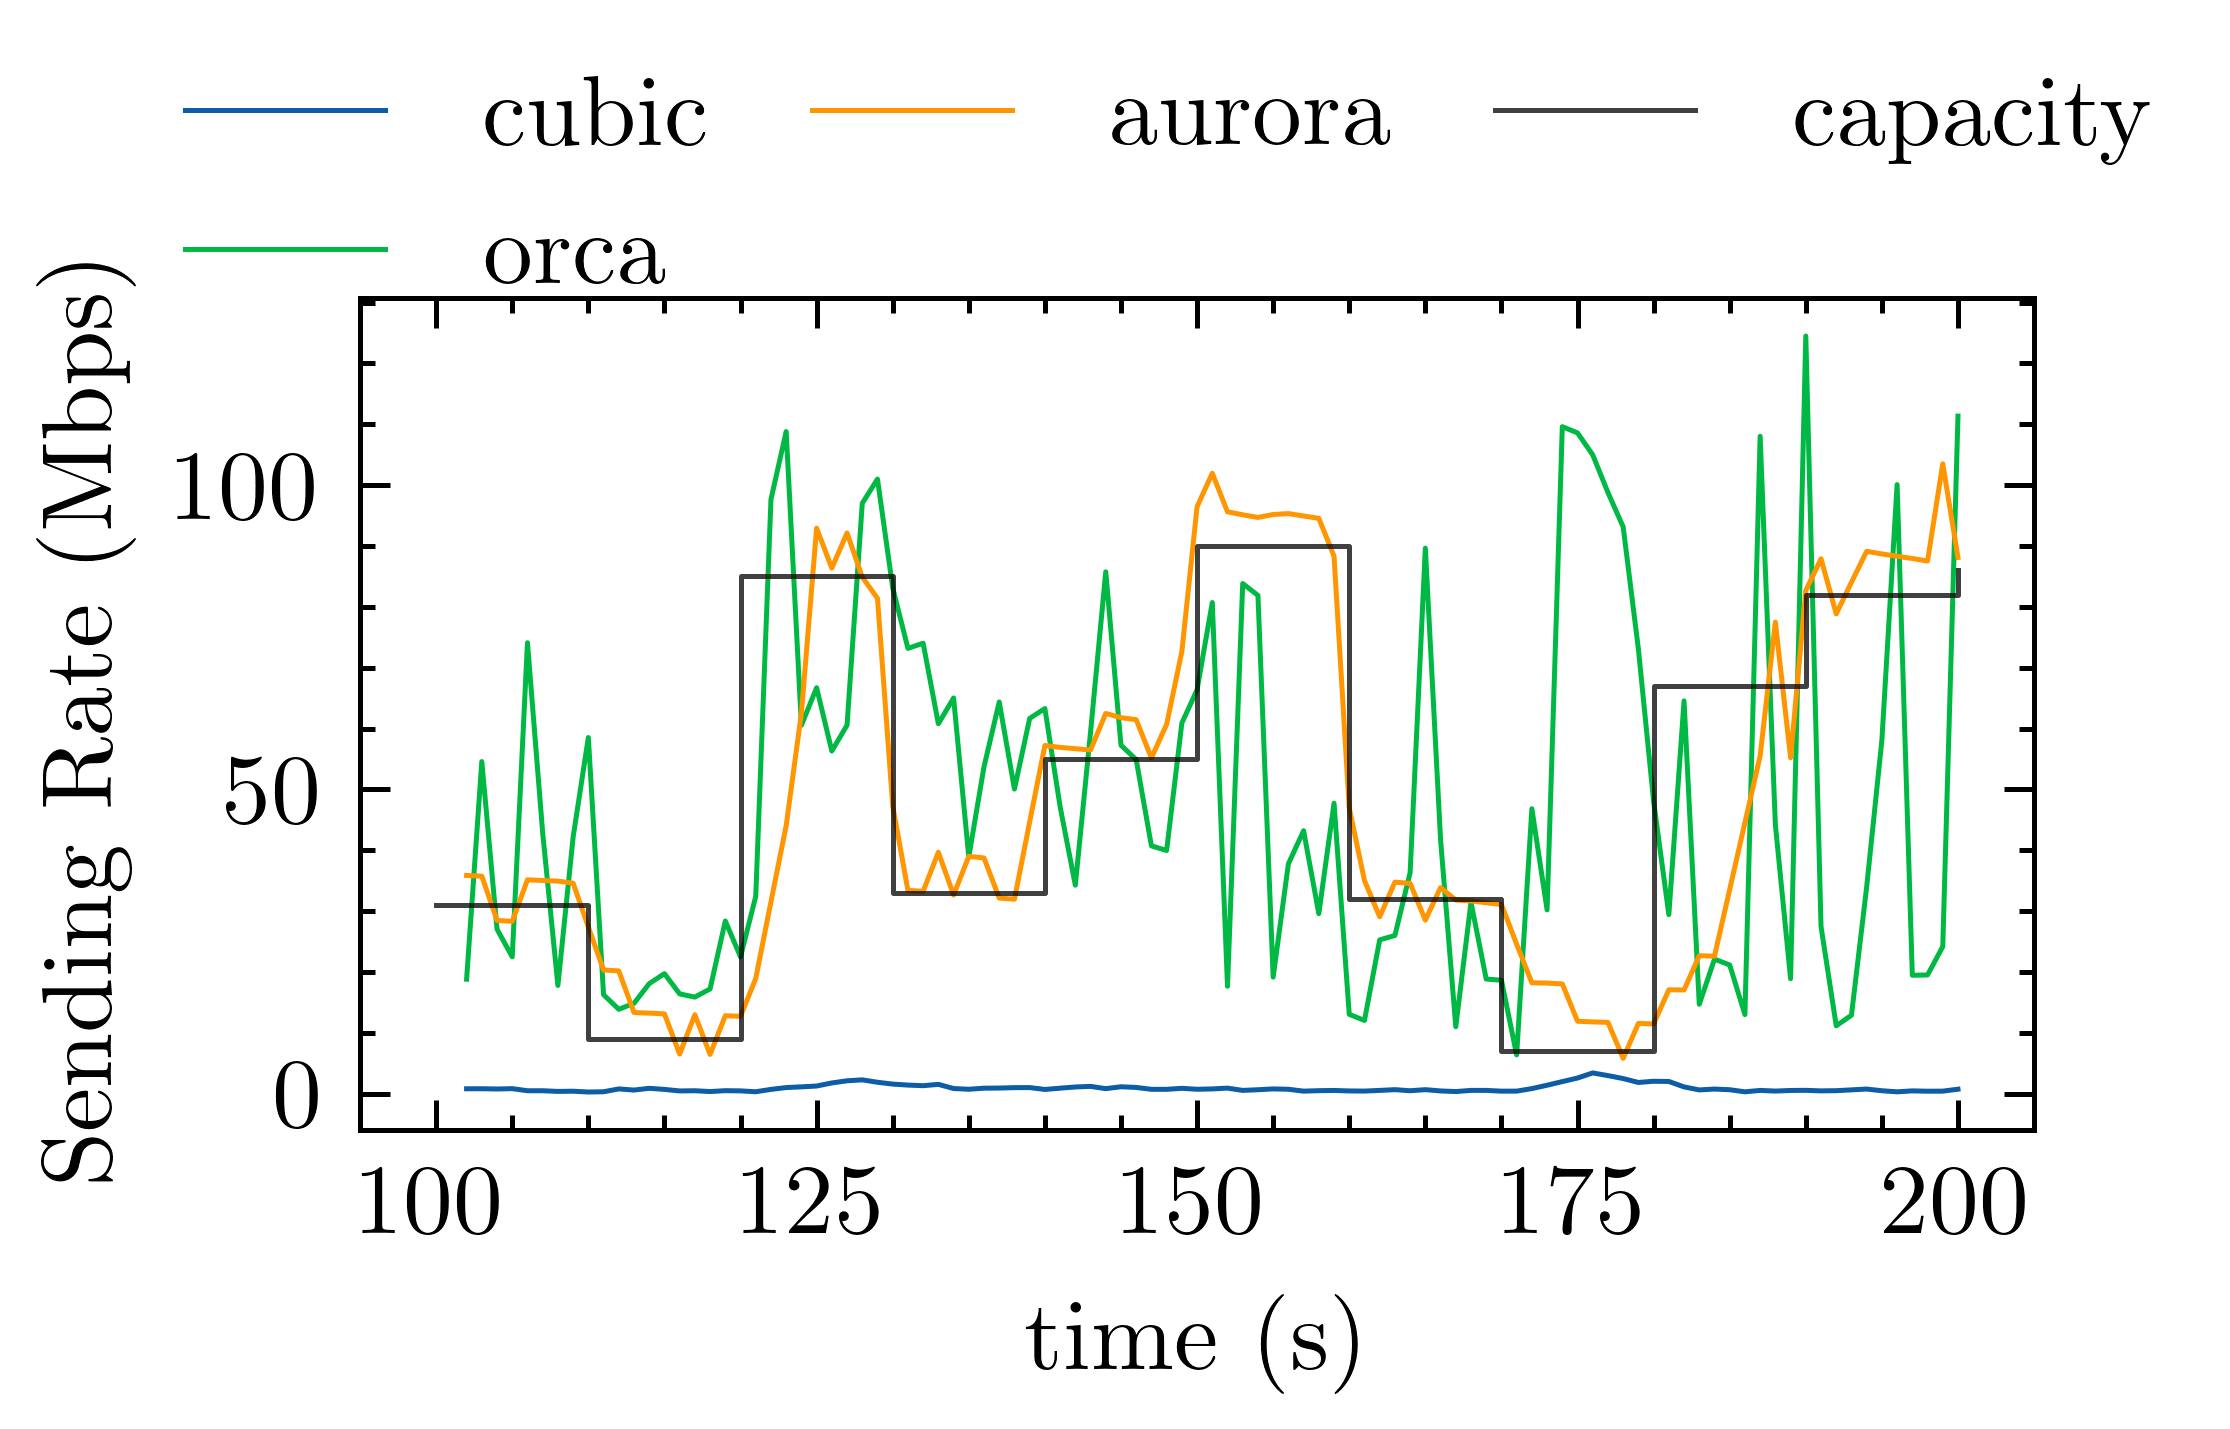 cubic aurora capacity
orca
Sending Rate (Mbps)
100
50
0
100 125 150 175 200
time (s)